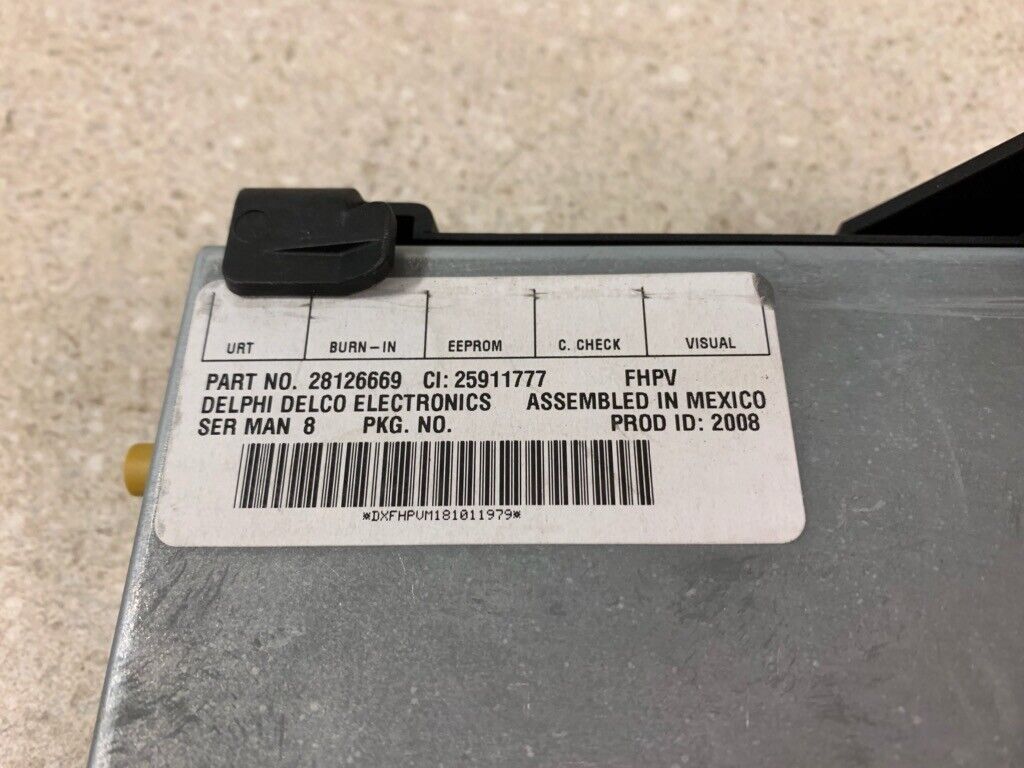 URT BURN-IN EEPROM C. CHECK VISUAL
PART NO. 28126669 CI: 25911777 FHPV
DELPHI DELCO ELECTRONICS ASSEMBLED IN MEXICO
SER MAN 8 PKG. NO. PROD ID: 2008
*DXFHPVM181011979*